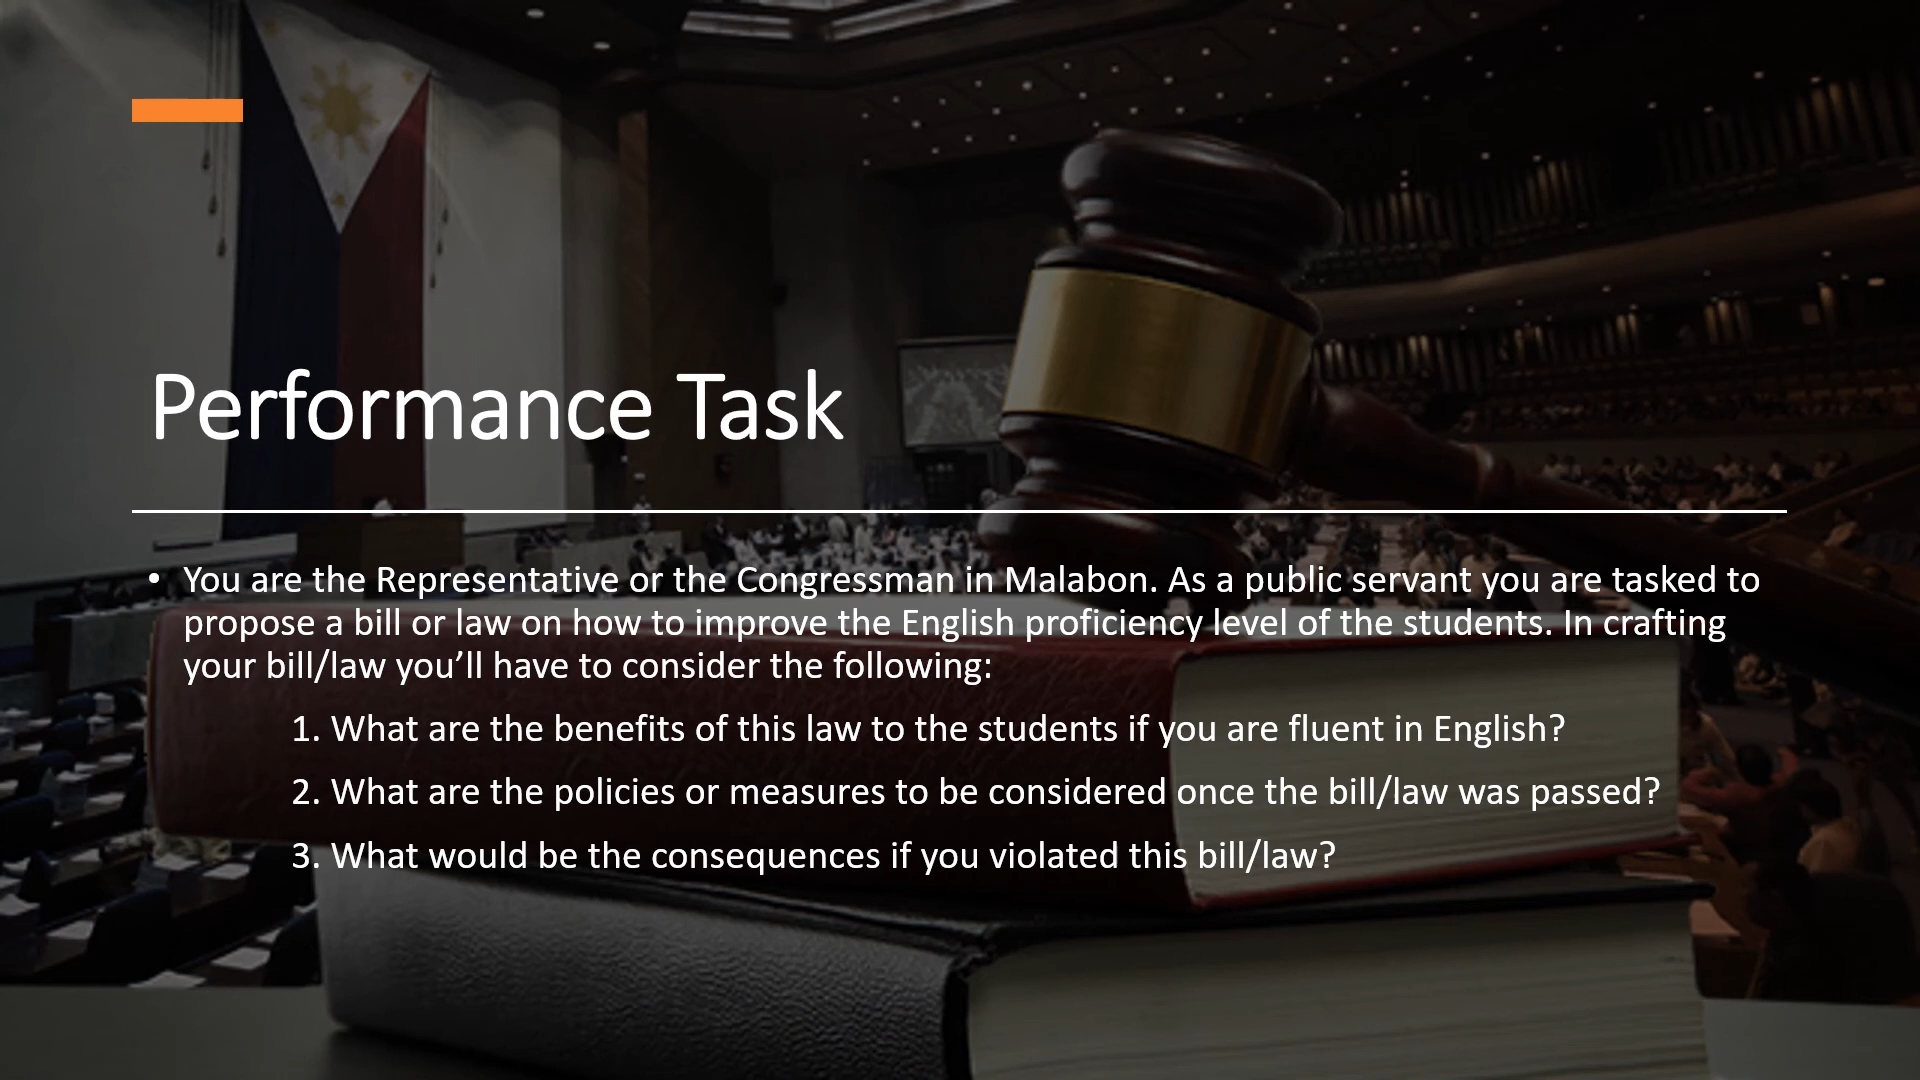 Performance Task
• You are the Representative or the Congressman in Malabon. As a public servant you are tasked to
propose a bill or law on how to improve the English proficiency level of the students. In crafting
your bill/law you’ll have to consider the following:
1. What are the benefits of this law to the students if you are fluent in English?
2. What are the policies or measures to be considered once the bill/law was passed?
3. What would be the consequences if you violated this bill/law?